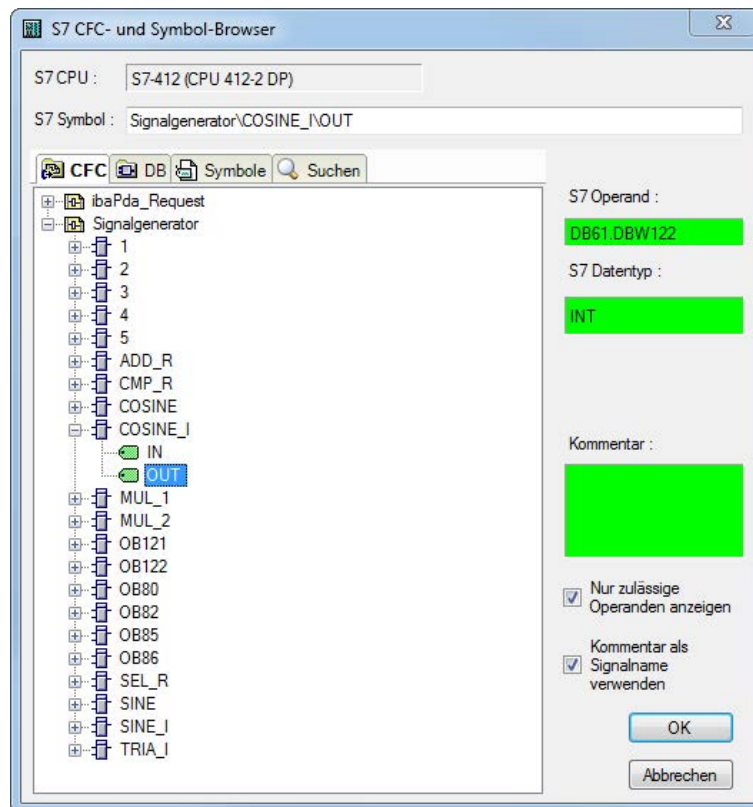 S7 CFC- und Symbol-Browser
S7 CPU :
S7-412 (CPU 412-2 DP)
S7 Symbol :
Signalgenerator\COSINE_I\OUT
CFC
DB
Symbole
Suchen
ibaPda_Request
Signalgenerator
1
2
3
4
5
ADD_R
CMP_R
COSINE
COSINE_I
IN
OUT
MUL_1
MUL_2
OB121
OB122
OB80
OB82
OB85
OB86
SEL_R
SINE
SINE_I
TRIA_I
S7 Operand :
DB61.DBW122
S7 Datentyp :
INT
Kommentar :
Nur zulässige
Operanden anzeigen
Kommentar als
Signalname
verwenden
OK
Abbrechen